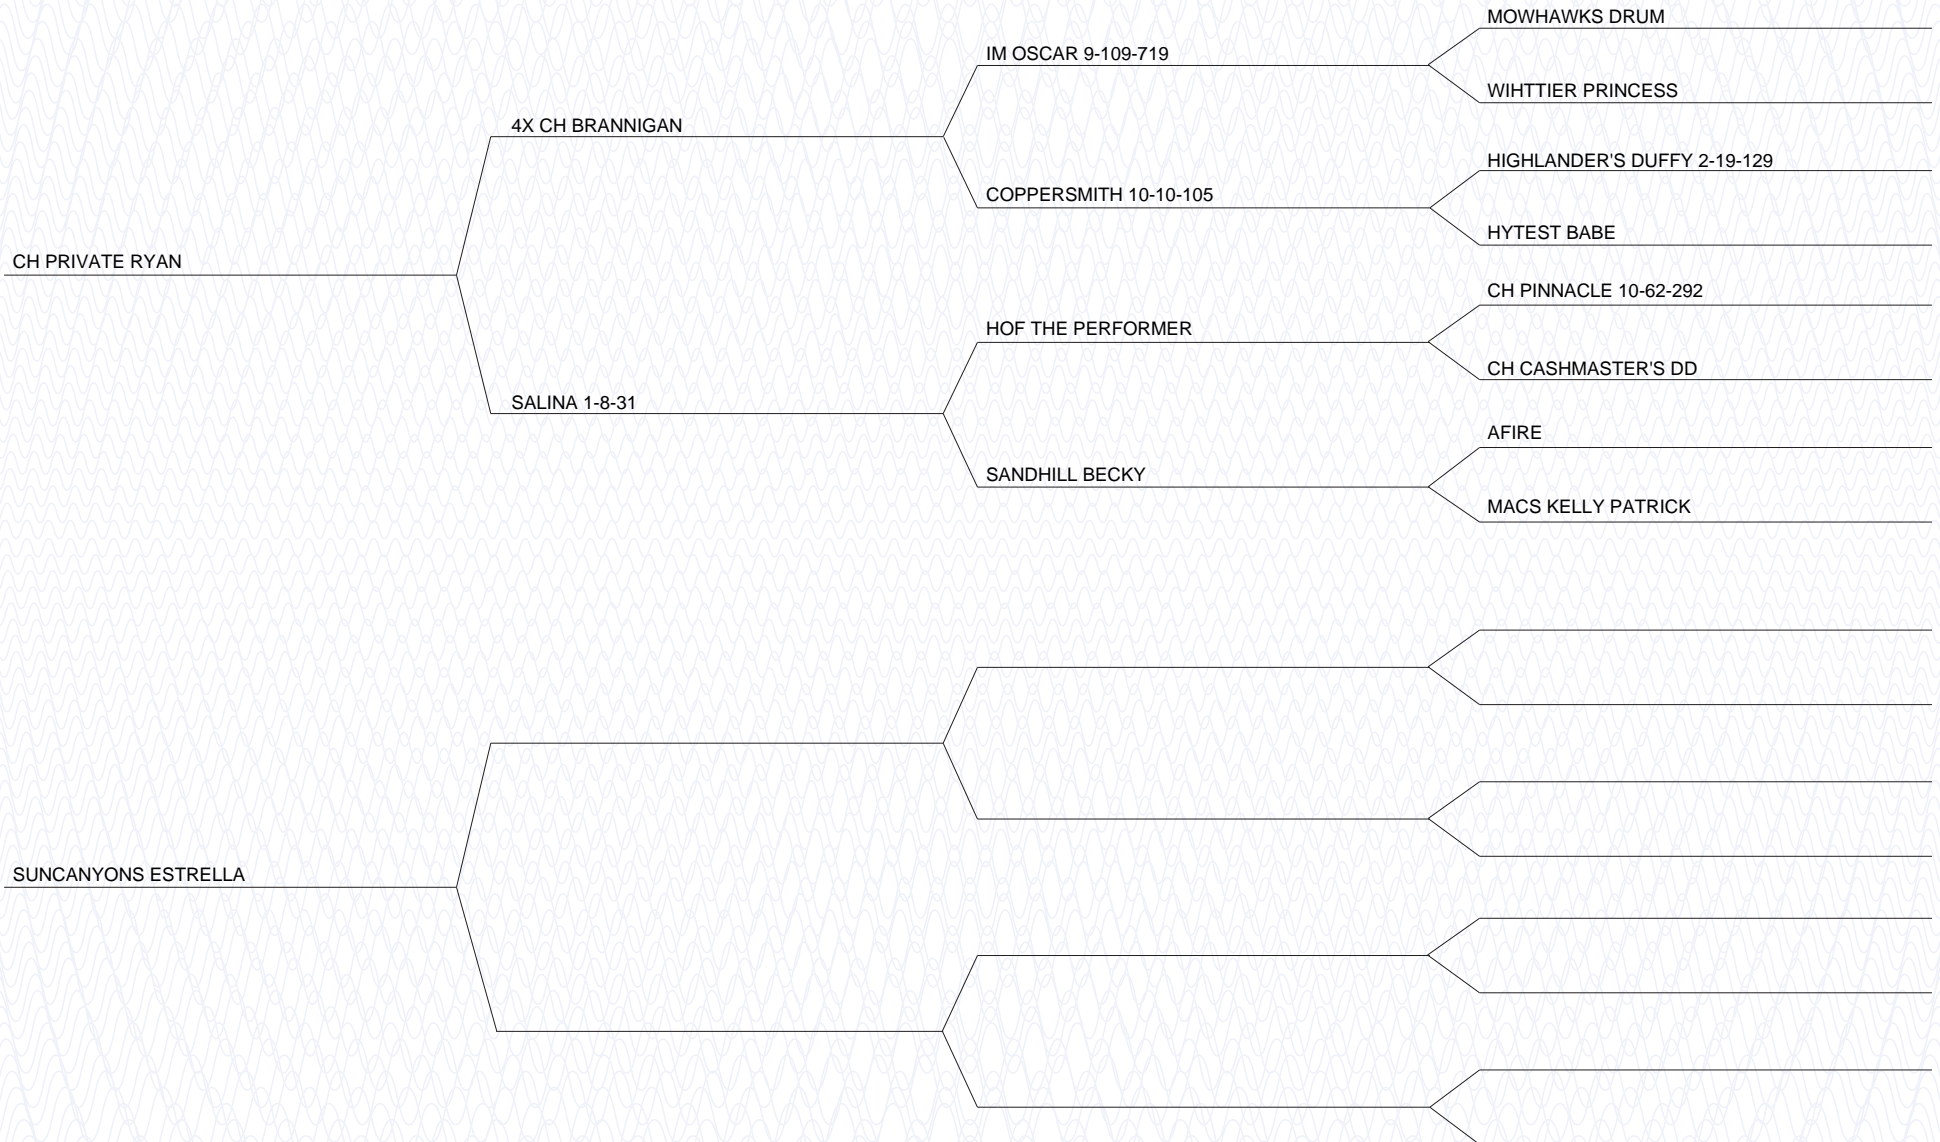 MOWHAWKS DRUM
IM OSCAR 9-109-719
WIHTTIER PRINCESS
4X CH BRANNIGAN
HIGHLANDER'S DUFFY 2-19-129
COPPERSMITH 10-10-105
HYTEST BABE
CH PRIVATE RYAN
CH PINNACLE 10-62-292
HOF THE PERFORMER
CH CASHMASTER'S DD
SALINA 1-8-31
AFIRE
SANDHILL BECKY
MACS KELLY PATRICK
SUNCANYONS ESTRELLA